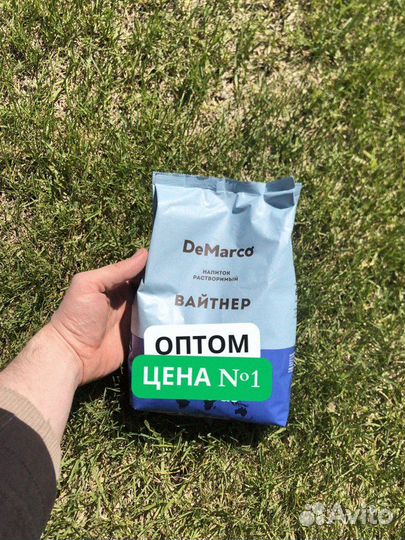 DeMarco
НАПИТОК
РАСТВОРИМЫЙ
ВАЙТНЕР
ОПТОМ
ЦЕНА №1
Avito